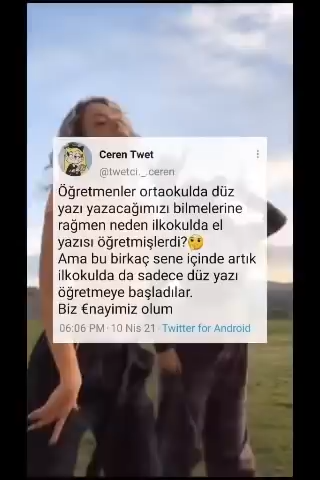 Ceren Twet
@twetci._.ceren
Öğretmenler ortaokulda düz
yazı yazacağımızı bilmelerine
rağmen neden ilkokulda el
yazısı öğretmişlerdi?🤔
Ama bu birkaç sene içinde artık
ilkokulda da sadece düz yazı
öğretmeye başladılar.
Biz €nayimiz olum
06:06 PM · 10 Nis 21 · Twitter for Android